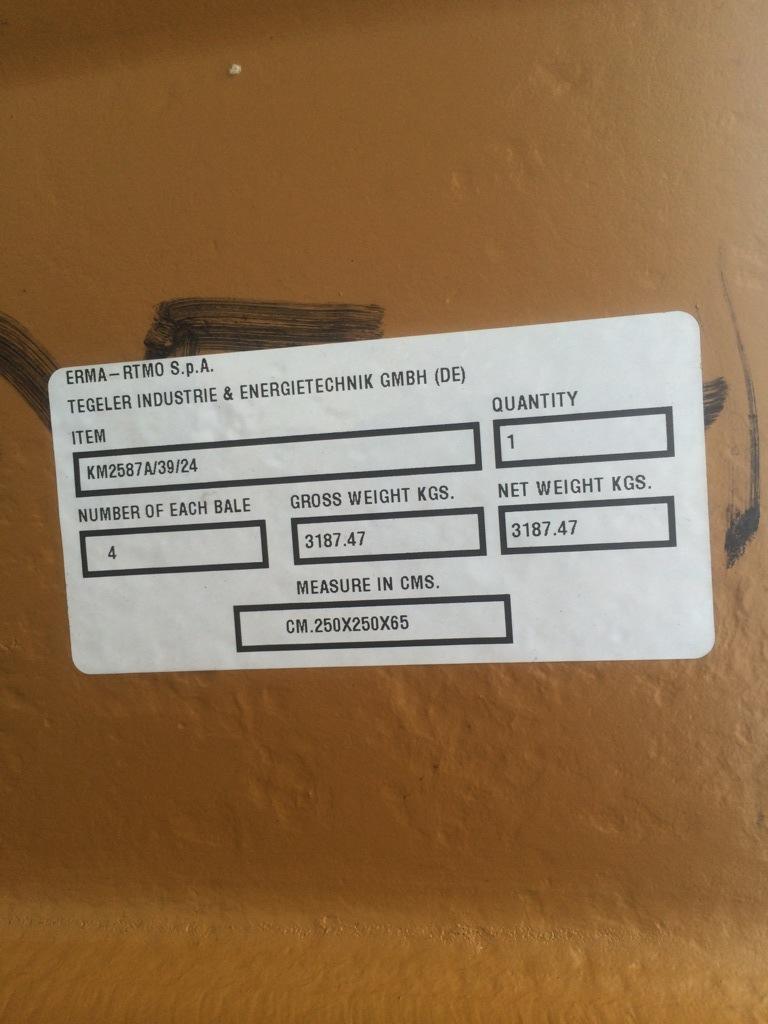 ERMA-RTMO S.p.A.
TEGELER INDUSTRIE & ENERGIETECHNIK GMBH (DE)
ITEM
KM2587A/39/24
QUANTITY
1
NUMBER OF EACH BALE
4
GROSS WEIGHT KGS.
3187.47
NET WEIGHT KGS.
3187.47
MEASURE IN CMS.
CM.250X250X65